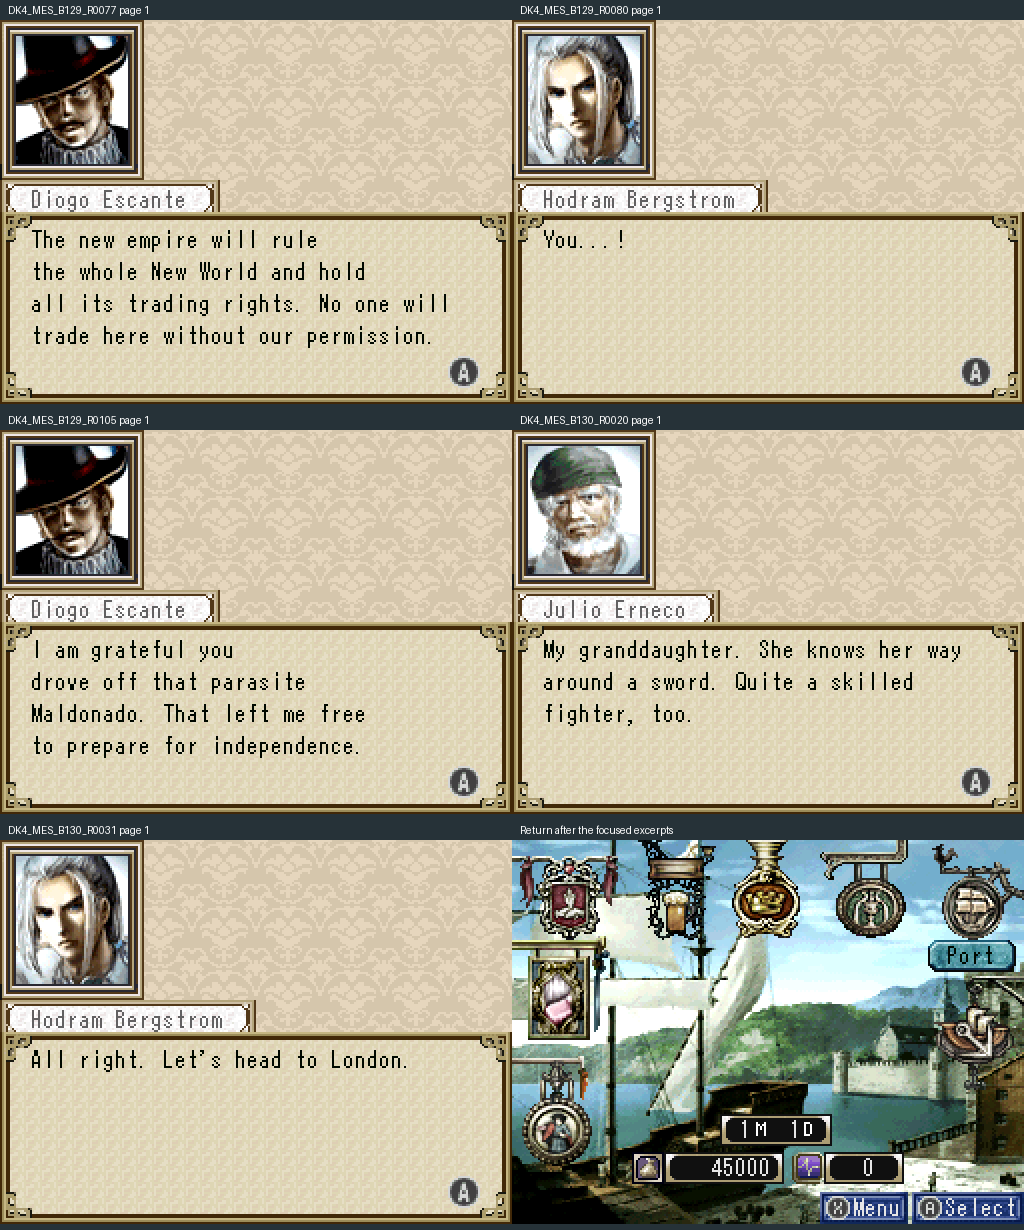 DK4_MES_B129_R0077 page 1
Diogo Escante
The new empire will rule
the whole New World and hold
all its trading rights. No one will
trade here without our permission.
A
DK4_MES_B129_R0080 page 1
Hodram Bergstrom
You...!
A
DK4_MES_B129_R0105 page 1
Diogo Escante
I am grateful you
drove off that parasite
Maldonado. That left me free
to prepare for independence.
A
DK4_MES_B130_R0020 page 1
Julio Erneco
My granddaughter. She knows her way
around a sword. Quite a skilled
fighter, too.
A
DK4_MES_B130_R0031 page 1
Hodram Bergstrom
All right. Let's head to London.
A
Return after the focused excerpts
Port
1M 1D
45000
0
X Menu
A Select